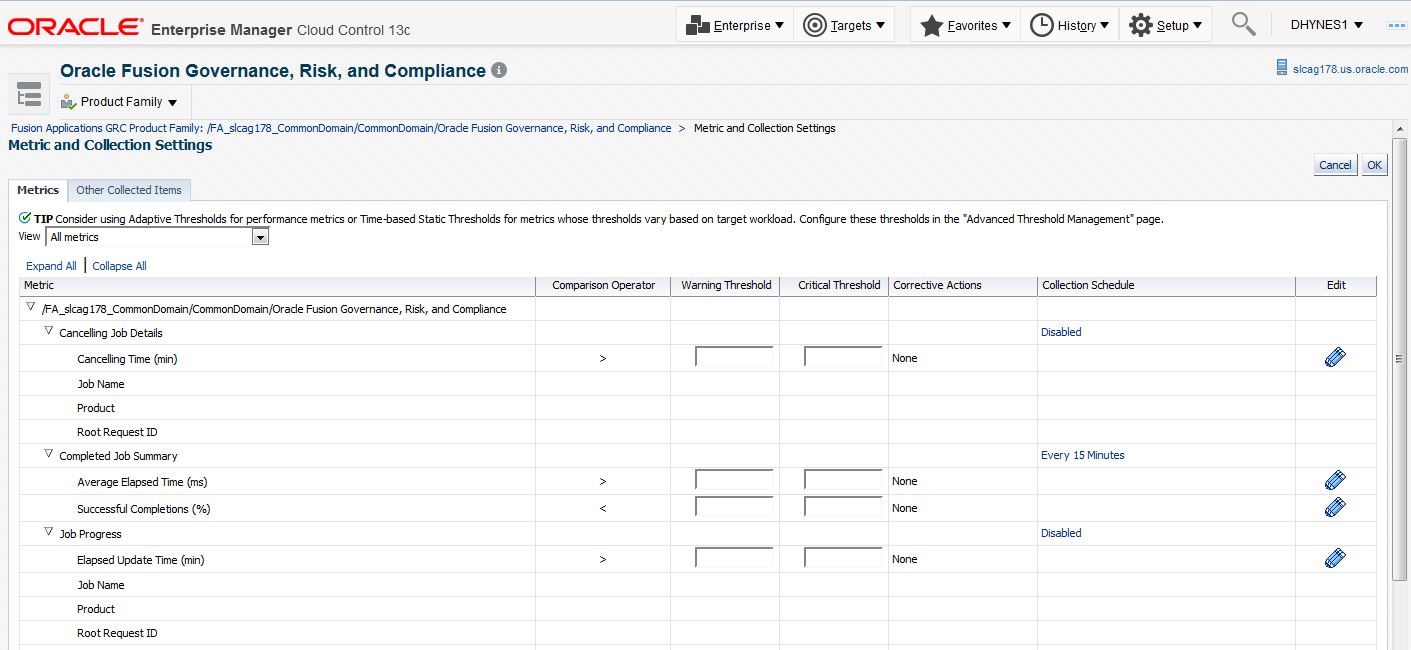 ORACLE® Enterprise Manager Cloud Control 13c
Enterprise Targets Favorites History Setup DHYNES1
Oracle Fusion Governance, Risk, and Compliance
slcag178.us.oracle.com
Product Family
Fusion Applications GRC Product Family: /FA_slcag178_CommonDomain/CommonDomain/Oracle Fusion Governance, Risk, and Compliance > Metric and Collection Settings
Metric and Collection Settings
Cancel OK
Metrics Other Collected Items
TIP Consider using Adaptive Thresholds for performance metrics or Time-based Static Thresholds for metrics whose thresholds vary based on target workload. Configure these thresholds in the "Advanced Threshold Management" page.
View All metrics
Expand All Collapse All
Metric Comparison Operator Warning Threshold Critical Threshold Corrective Actions Collection Schedule Edit
/FA_slcag178_CommonDomain/CommonDomain/Oracle Fusion Governance, Risk, and Compliance
Cancelling Job Details Disabled
Cancelling Time (min) > None
Job Name
Product
Root Request ID
Completed Job Summary Every 15 Minutes
Average Elapsed Time (ms) > None
Successful Completions (%) < None
Job Progress Disabled
Elapsed Update Time (min) > None
Job Name
Product
Root Request ID